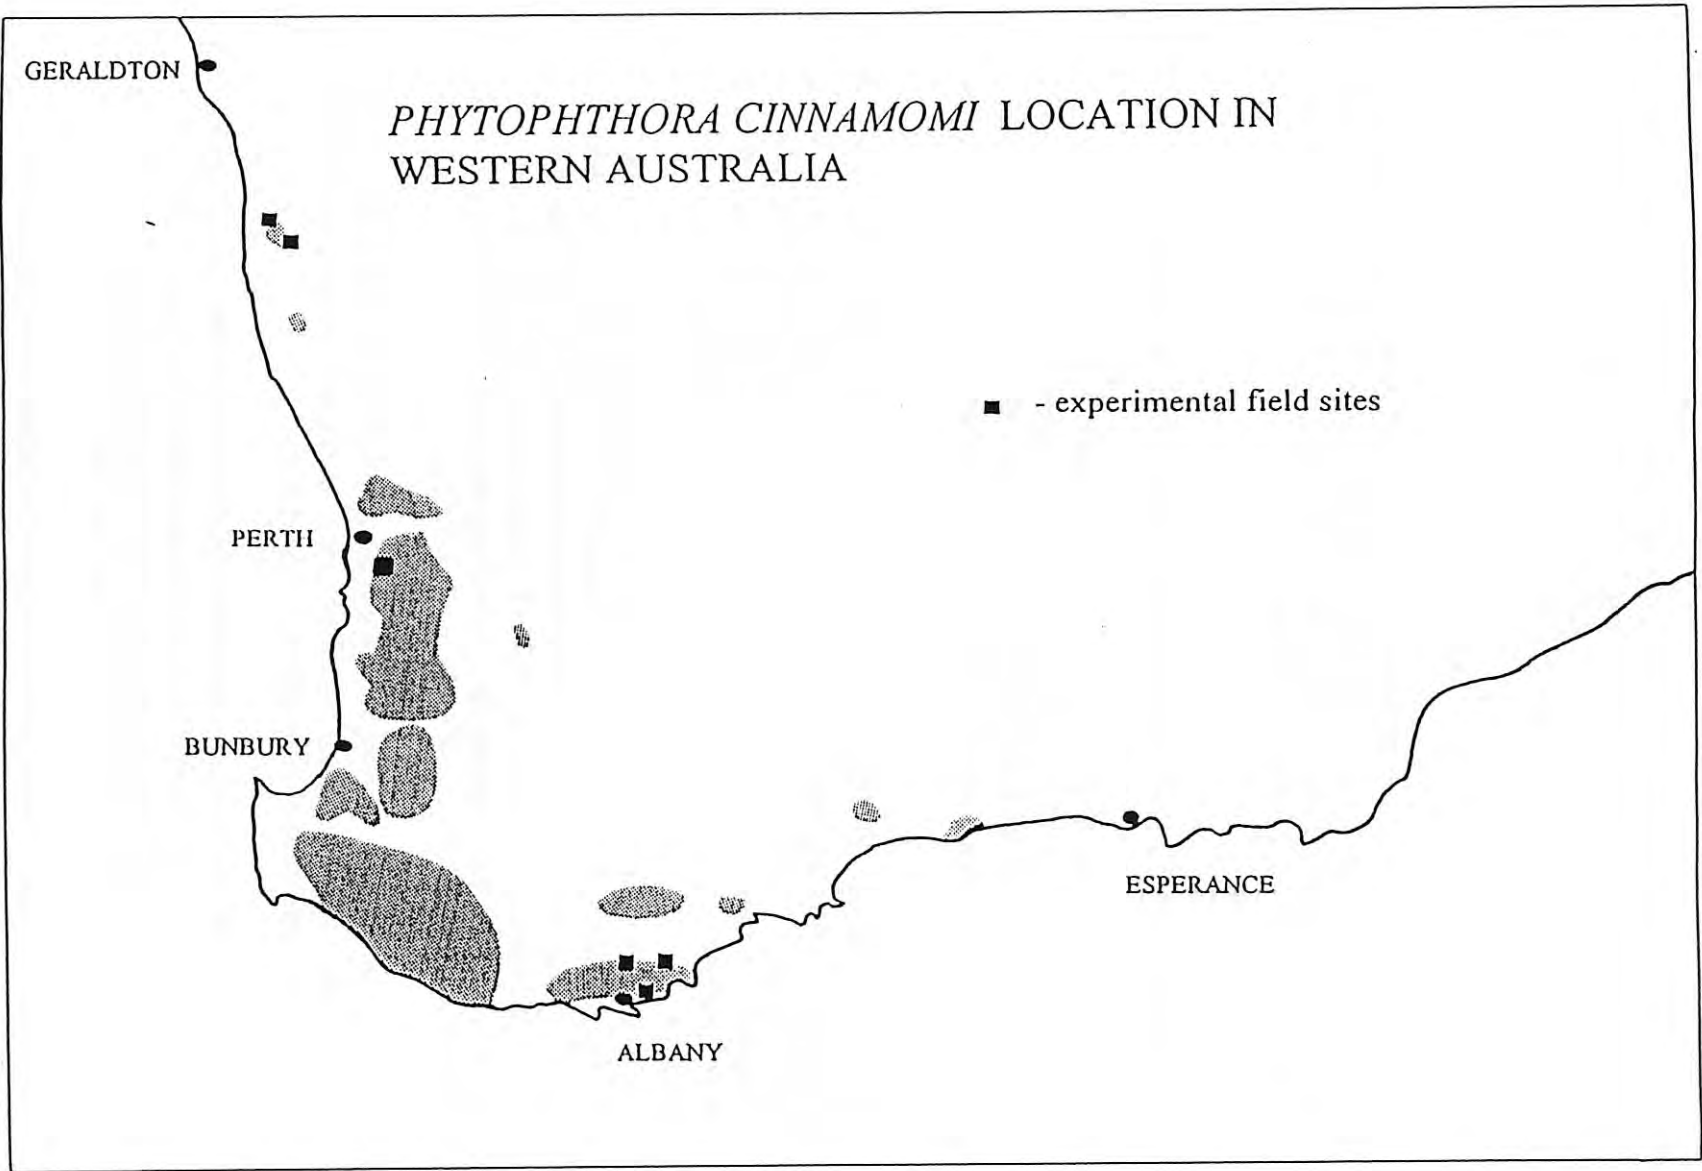 GERALDTON
PHYTOPHTHORA CINNAMOMI LOCATION IN
WESTERN AUSTRALIA
- experimental field sites
PERTH
BUNBURY
ESPERANCE
ALBANY